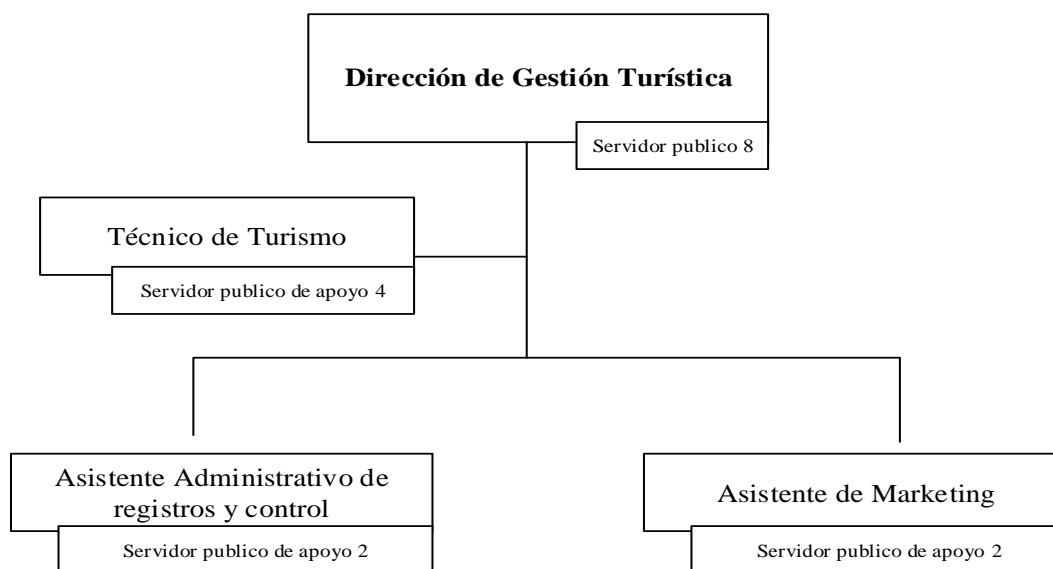 Dirección de Gestión Turística
Servidor publico 8
Técnico de Turismo
Servidor publico de apoyo 4
Asistente Administrativo de
registros y control
Servidor publico de apoyo 2
Asistente de Marketing
Servidor publico de apoyo 2